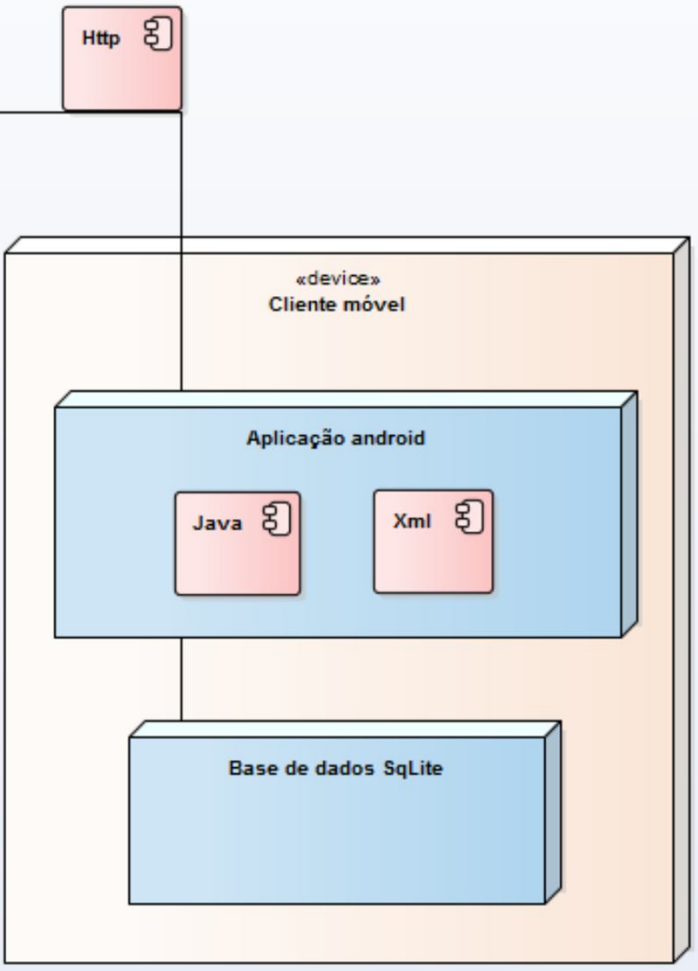 Http
«device»
Cliente móvel
Aplicação android
Java
Xml
Base de dados SqLite